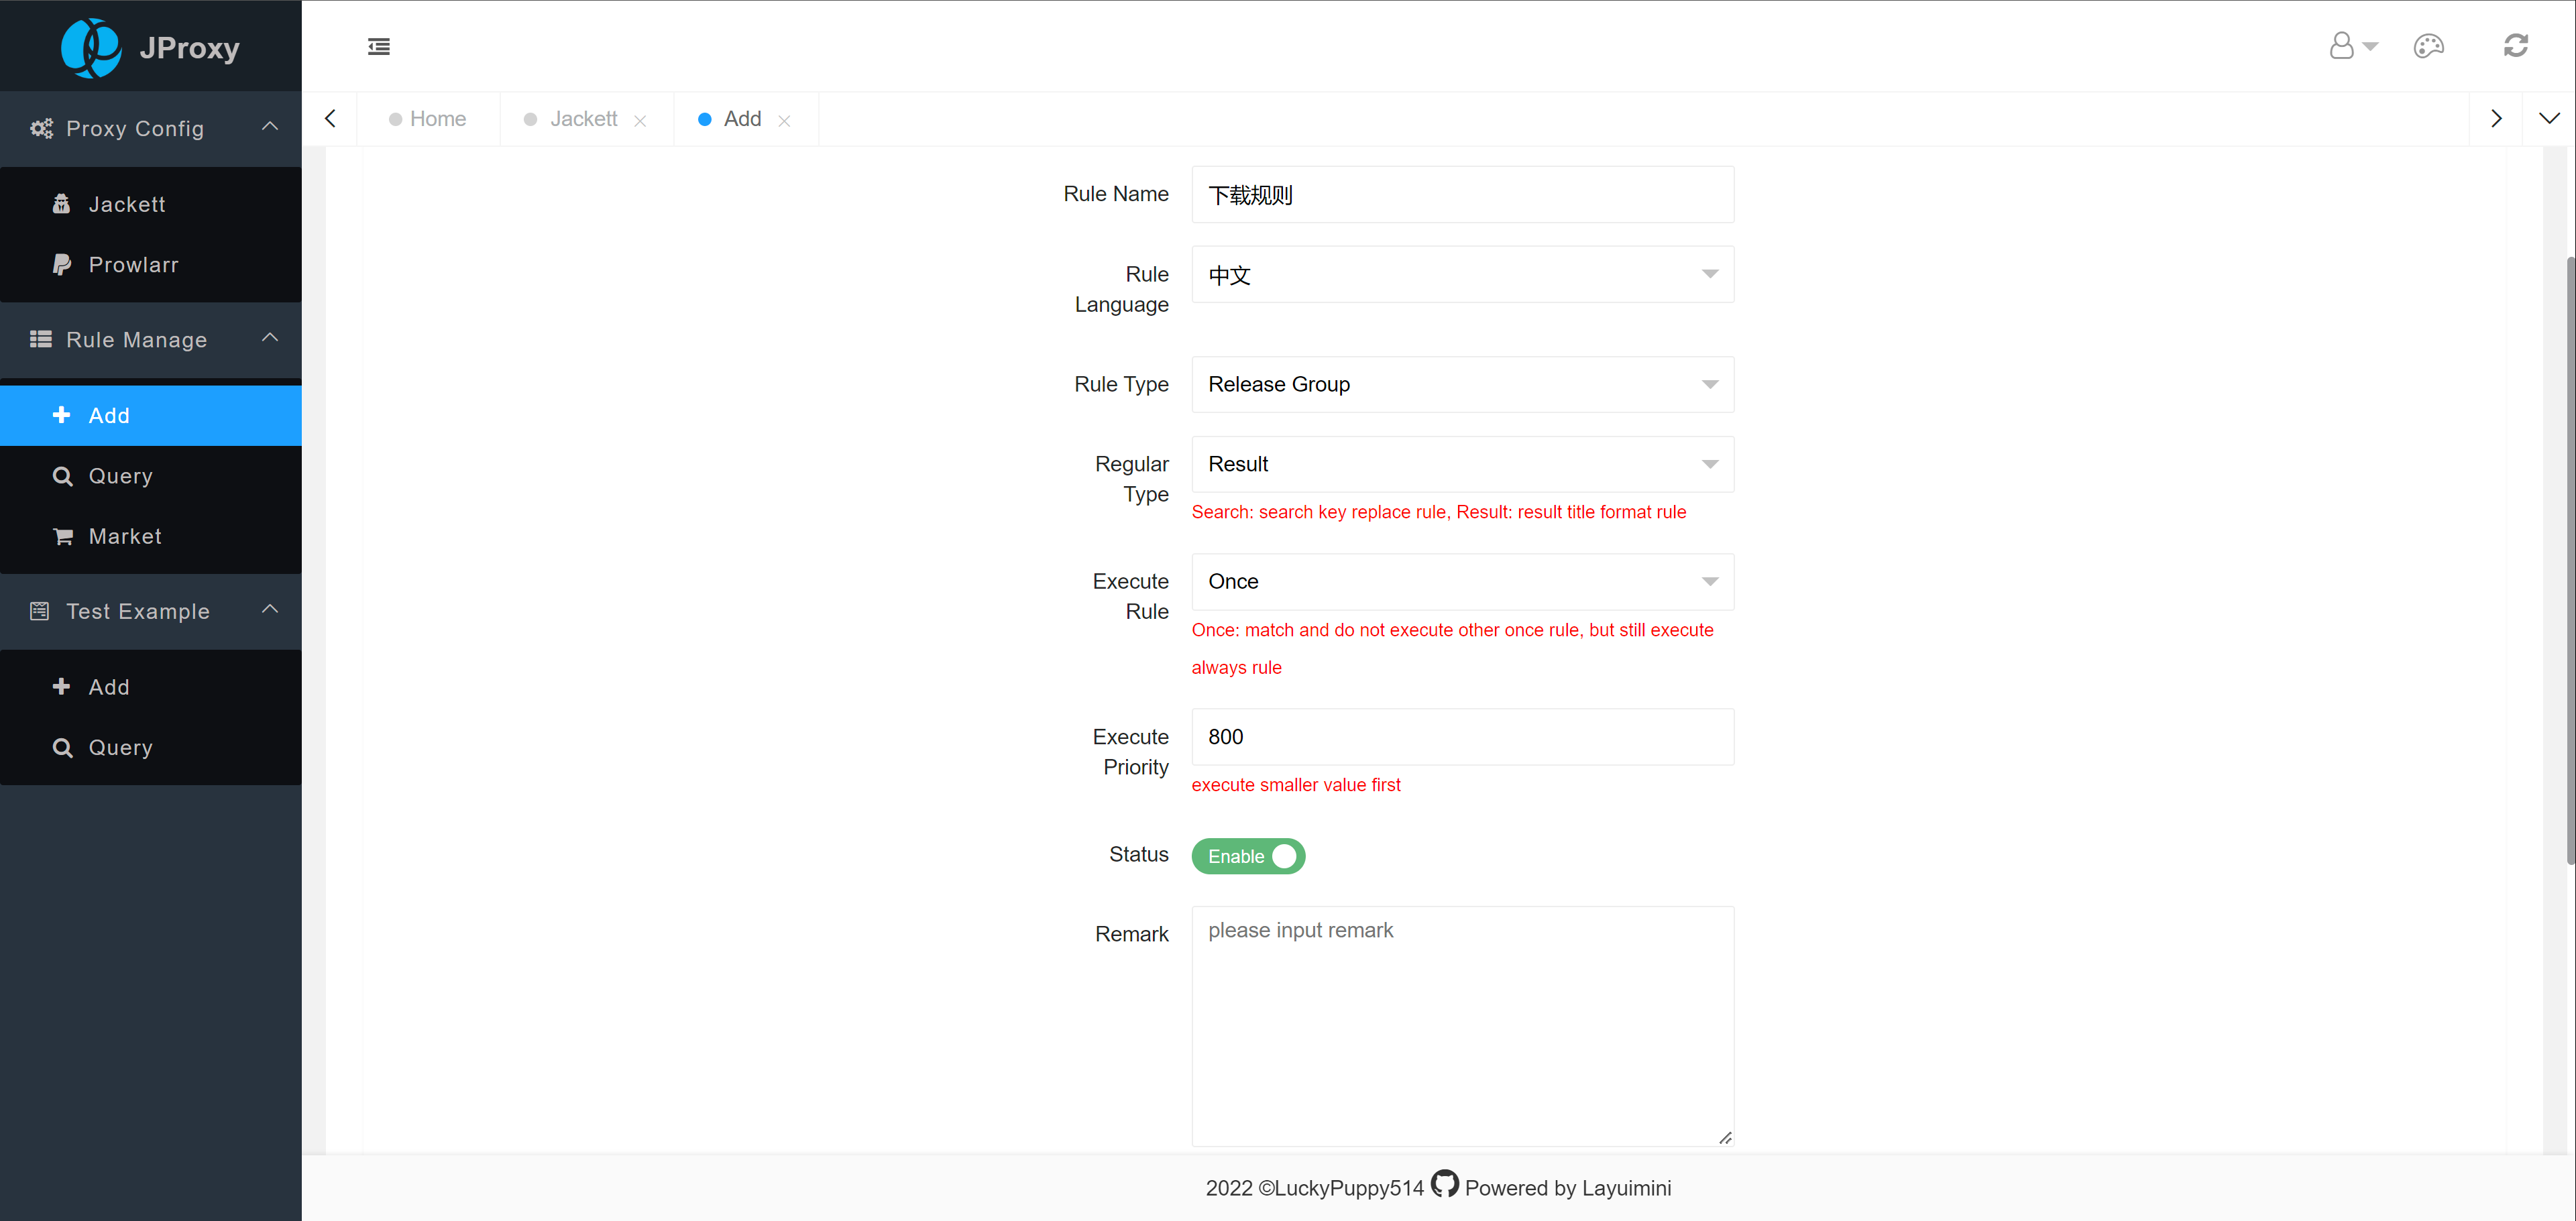 JProxy
Proxy Config
Jackett
Prowlarr
Rule Manage
Add
Query
Market
Test Example
Add
Query
Home
Jackett
Add
Rule Name
下载规则
Rule
Language
中文
Rule Type
Release Group
Regular
Type
Result
Search: search key replace rule, Result: result title format rule
Execute
Rule
Once
Once: match and do not execute other once rule, but still execute
always rule
Execute
Priority
800
execute smaller value first
Status
Enable
Remark
please input remark
2022 ©LuckyPuppy514 Powered by Layuimini